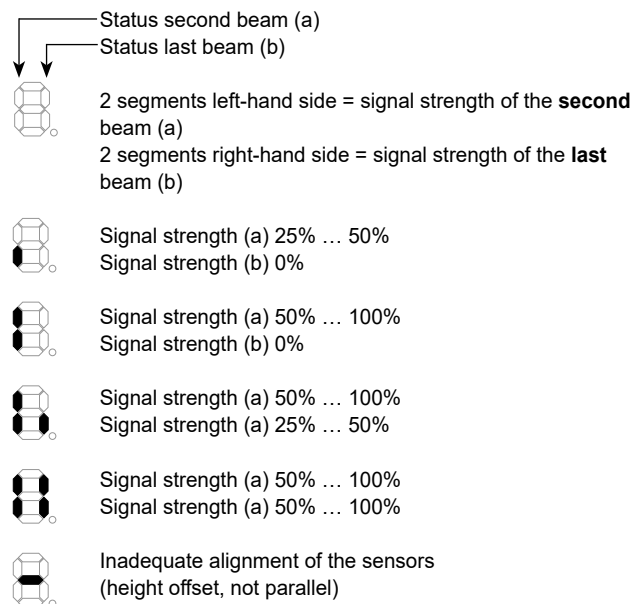 Status second beam (a)
Status last beam (b)
2 segments left-hand side = signal strength of the second
beam (a)
2 segments right-hand side = signal strength of the last
beam (b)
Signal strength (a) 25% … 50%
Signal strength (b) 0%
Signal strength (a) 50% … 100%
Signal strength (b) 0%
Signal strength (a) 50% … 100%
Signal strength (a) 25% … 50%
Signal strength (a) 50% … 100%
Signal strength (a) 50% … 100%
Inadequate alignment of the sensors
(height offset, not parallel)